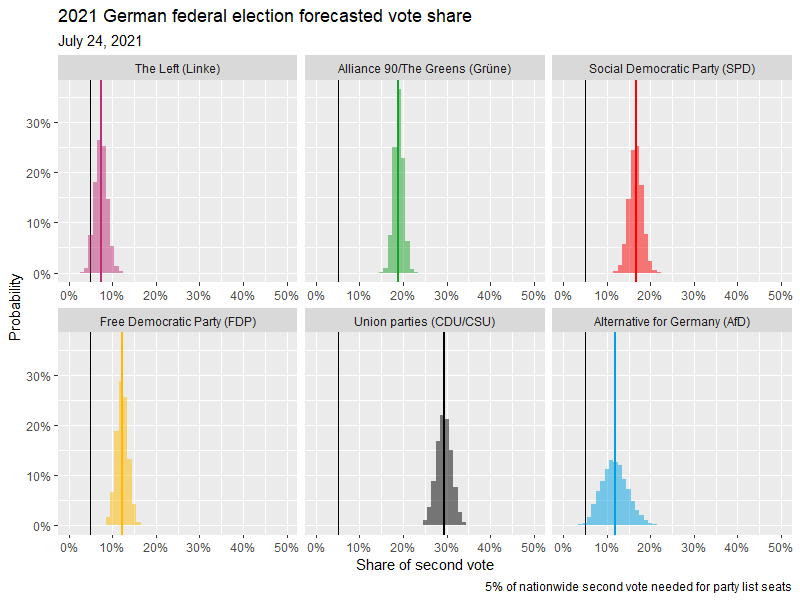 2021 German federal election forecasted vote share
July 24, 2021
The Left (Linke) Alliance 90/The Greens (Grüne) Social Democratic Party (SPD)
30%
20%
10%
0%
0% 10% 20% 30% 40% 50% 0% 10% 20% 30% 40% 50% 0% 10% 20% 30% 40% 50%
Probability
Free Democratic Party (FDP) Union parties (CDU/CSU) Alternative for Germany (AfD)
30%
20%
10%
0%
0% 10% 20% 30% 40% 50% 0% 10% 20% 30% 40% 50% 0% 10% 20% 30% 40% 50%
Share of second vote
5% of nationwide second vote needed for party list seats